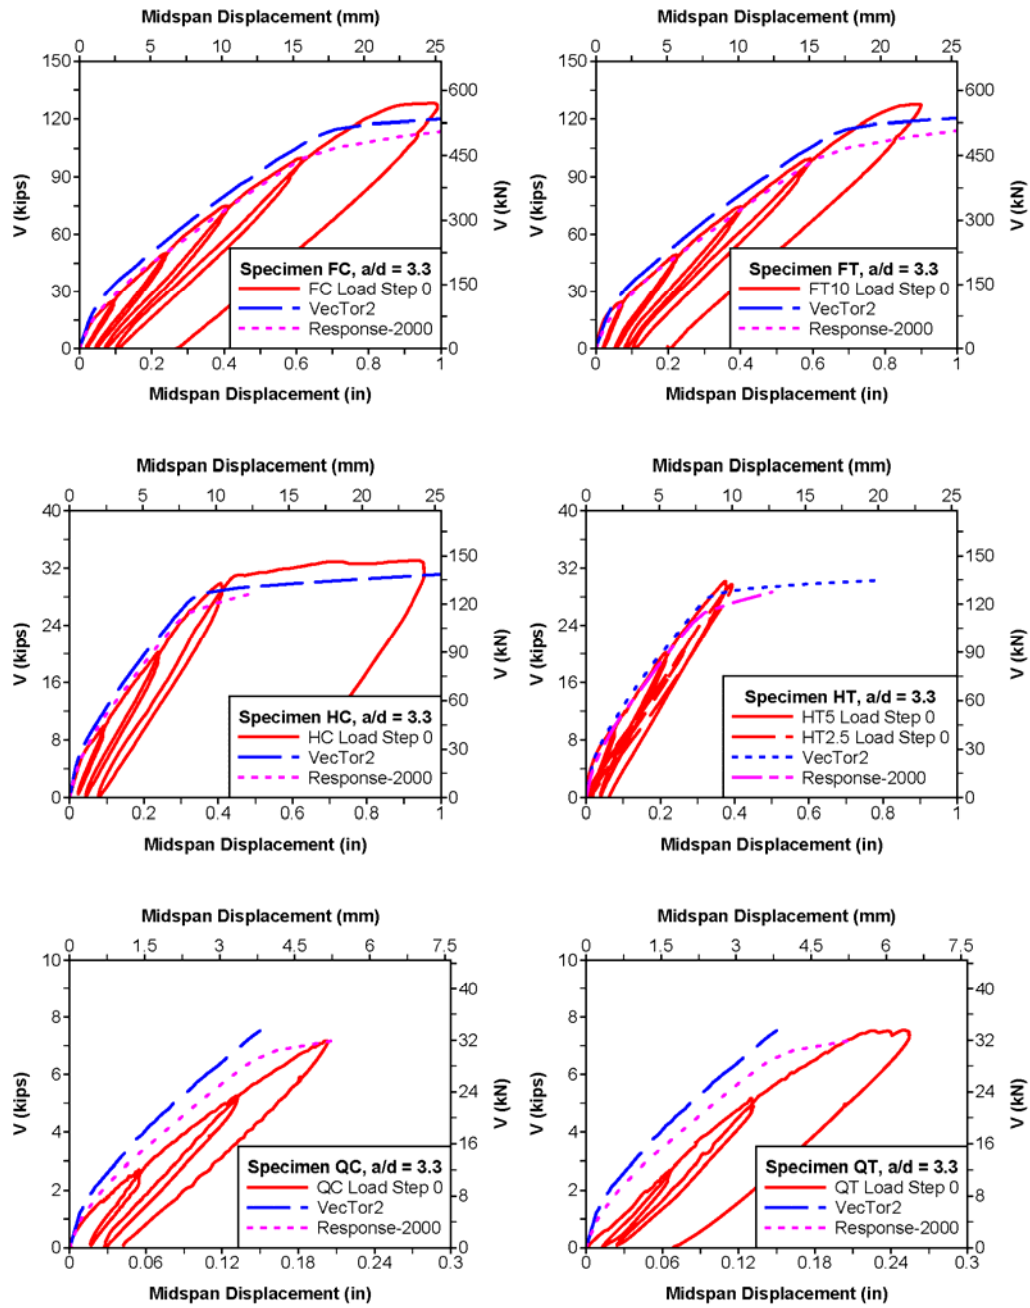 Midspan Displacement (mm)
0 5 10 15 20 25
150
120
90
60
30
0
V (kips)
600
450
300
150
0
V (kN)
Specimen FC, a/d = 3.3
FC Load Step 0
VecTor2
Response-2000
0 0.2 0.4 0.6 0.8 1
Midspan Displacement (in)
Midspan Displacement (mm)
0 5 10 15 20 25
150
120
90
60
30
0
V (kips)
600
450
300
150
0
V (kN)
Specimen FT, a/d = 3.3
FT10 Load Step 0
VecTor2
Response-2000
0 0.2 0.4 0.6 0.8 1
Midspan Displacement (in)
Midspan Displacement (mm)
0 5 10 15 20 25
40
32
24
16
8
0
V (kips)
150
120
90
60
30
0
V (kN)
Specimen HC, a/d = 3.3
HC Load Step 0
VecTor2
Response-2000
0 0.2 0.4 0.6 0.8 1
Midspan Displacement (in)
Midspan Displacement (mm)
0 5 10 15 20 25
40
32
24
16
8
0
V (kips)
150
120
90
60
30
0
V (kN)
Specimen HT, a/d = 3.3
HT5 Load Step 0
HT2.5 Load Step 0
VecTor2
Response-2000
0 0.2 0.4 0.6 0.8 1
Midspan Displacement (in)
Midspan Displacement (mm)
0 1.5 3 4.5 6 7.5
10
8
6
4
2
0
V (kips)
40
32
24
16
8
0
V (kN)
Specimen QC, a/d = 3.3
QC Load Step 0
VecTor2
Response-2000
0 0.06 0.12 0.18 0.24 0.3
Midspan Displacement (in)
Midspan Displacement (mm)
0 1.5 3 4.5 6 7.5
10
8
6
4
2
0
V (kips)
40
32
24
16
8
0
V (kN)
Specimen QT, a/d = 3.3
QT Load Step 0
VecTor2
Response-2000
0 0.06 0.12 0.18 0.24 0.3
Midspan Displacement (in)